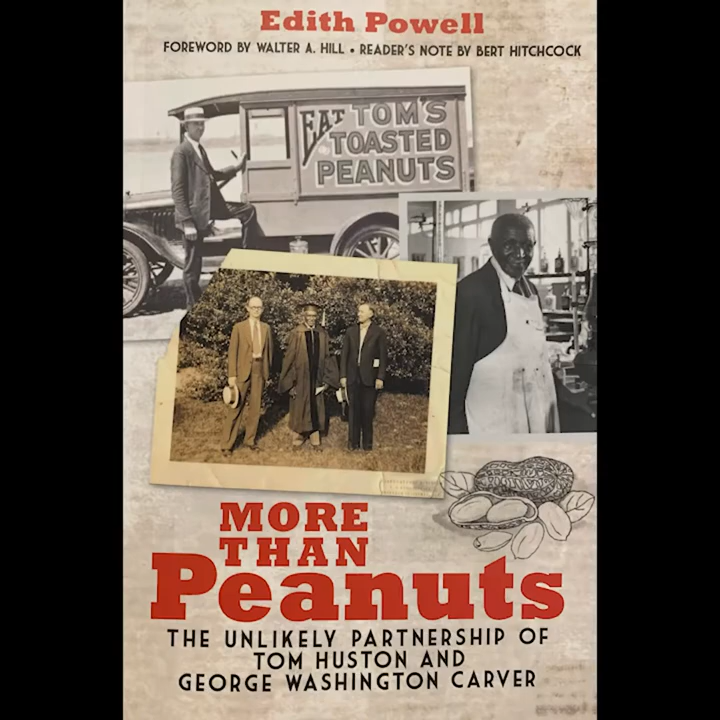 Edith Powell
FOREWORD BY WALTER A. HILL • READER'S NOTE BY BERT HITCHCOCK
EAT TOM'S
TOASTED
PEANUTS
MORE
THAN
Peanuts
THE UNLIKELY PARTNERSHIP OF
TOM HUSTON AND
GEORGE WASHINGTON CARVER